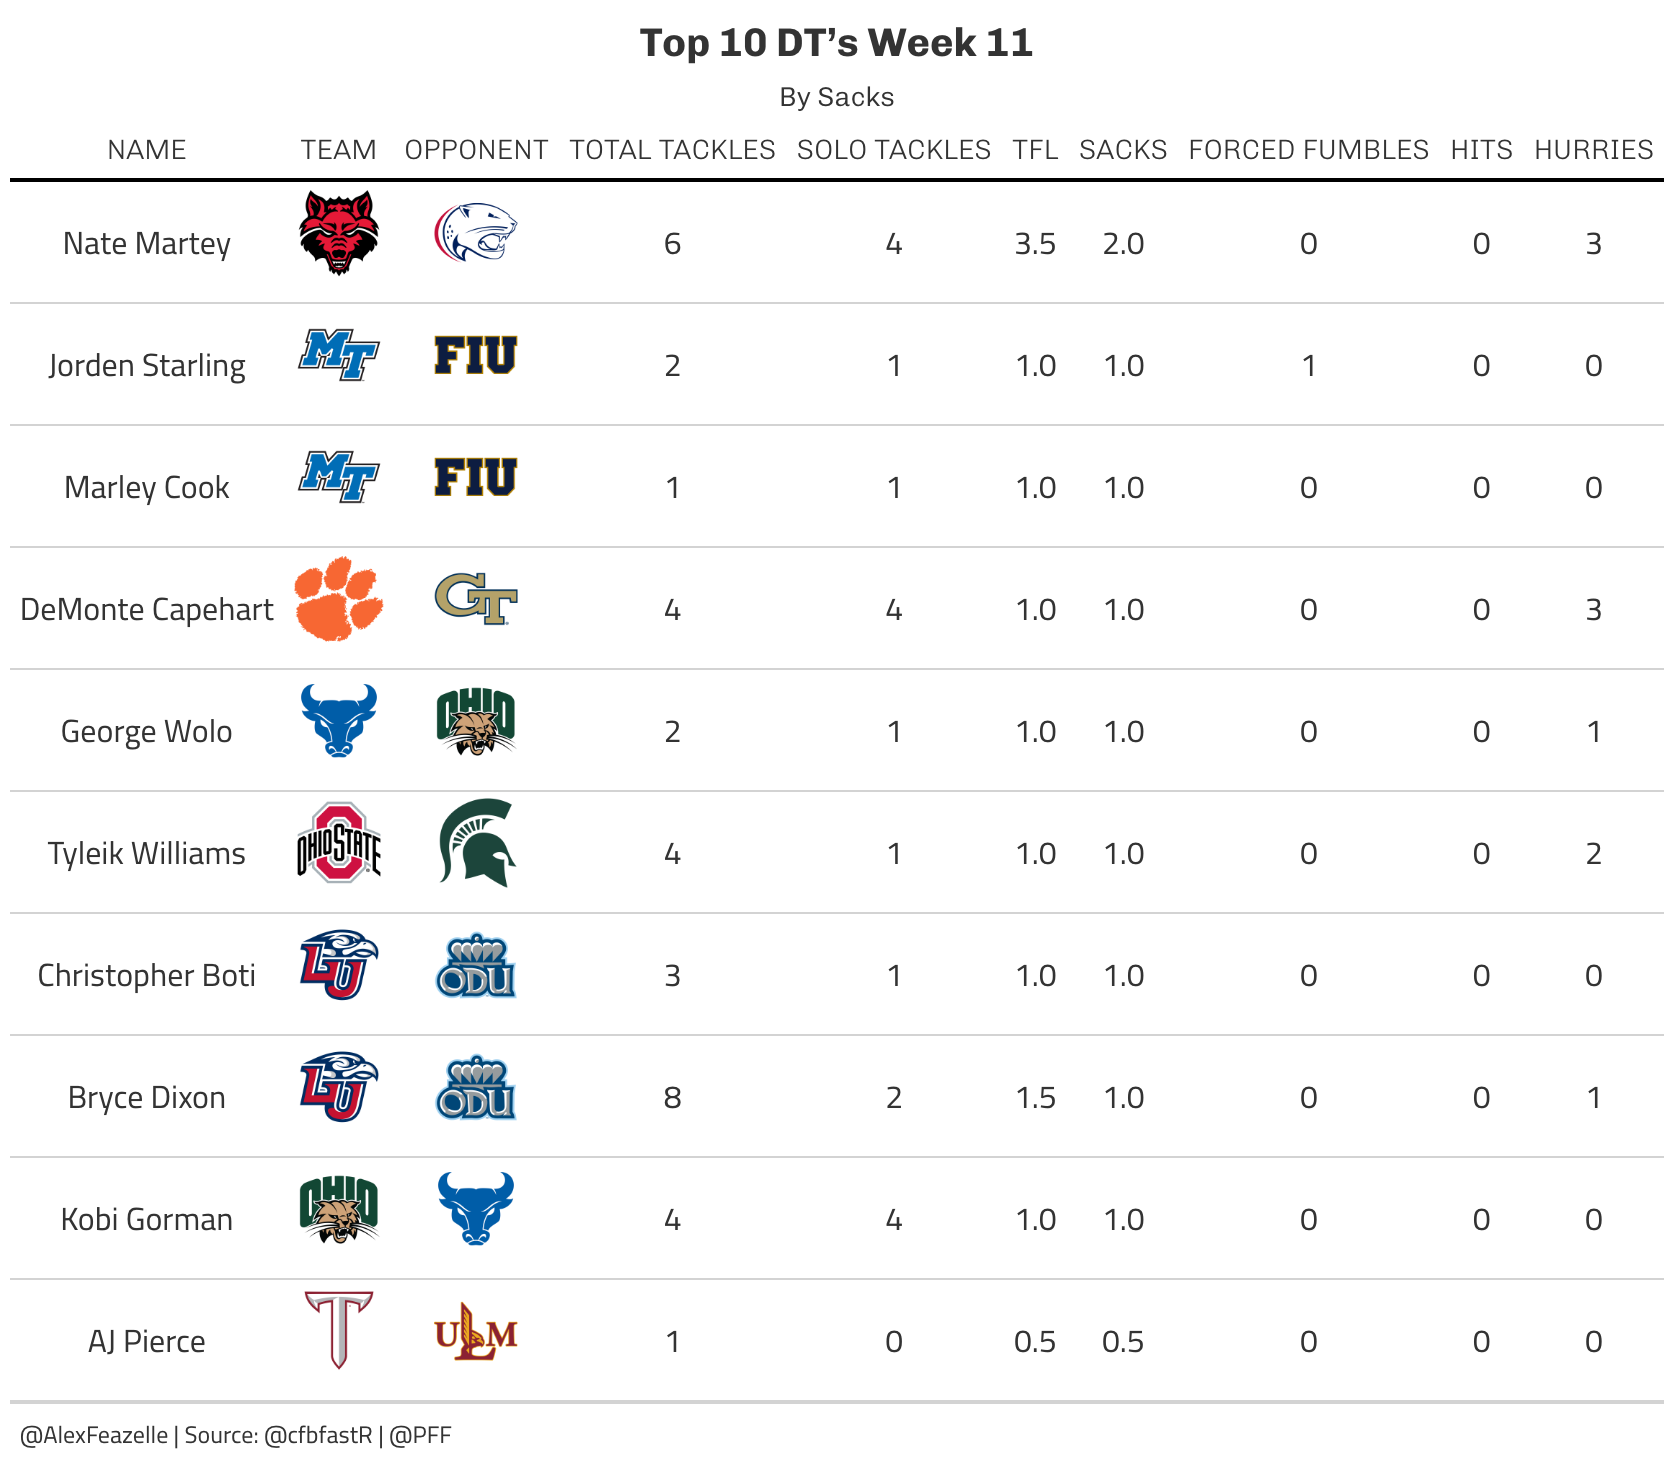 Top 10 DT’s Week 11
By Sacks
NAME TEAM OPPONENT TOTAL TACKLES SOLO TACKLES TFL SACKS FORCED FUMBLES HITS HURRIES
Nate Martey 6 4 3.5 2.0 0 0 3
Jorden Starling MT FIU 2 1 1.0 1.0 1 0 0
Marley Cook MT FIU 1 1 1.0 1.0 0 0 0
DeMonte Capehart GT 4 4 1.0 1.0 0 0 3
George Wolo OHIO 2 1 1.0 1.0 0 0 1
Tyleik Williams OHIO STATE 4 1 1.0 1.0 0 0 2
Christopher Boti LU ODU 3 1 1.0 1.0 0 0 0
Bryce Dixon LU ODU 8 2 1.5 1.0 0 0 1
Kobi Gorman OHIO 4 4 1.0 1.0 0 0 0
AJ Pierce T ULM 1 0 0.5 0.5 0 0 0
@AlexFeazelle | Source: @cfbfastR | @PFF